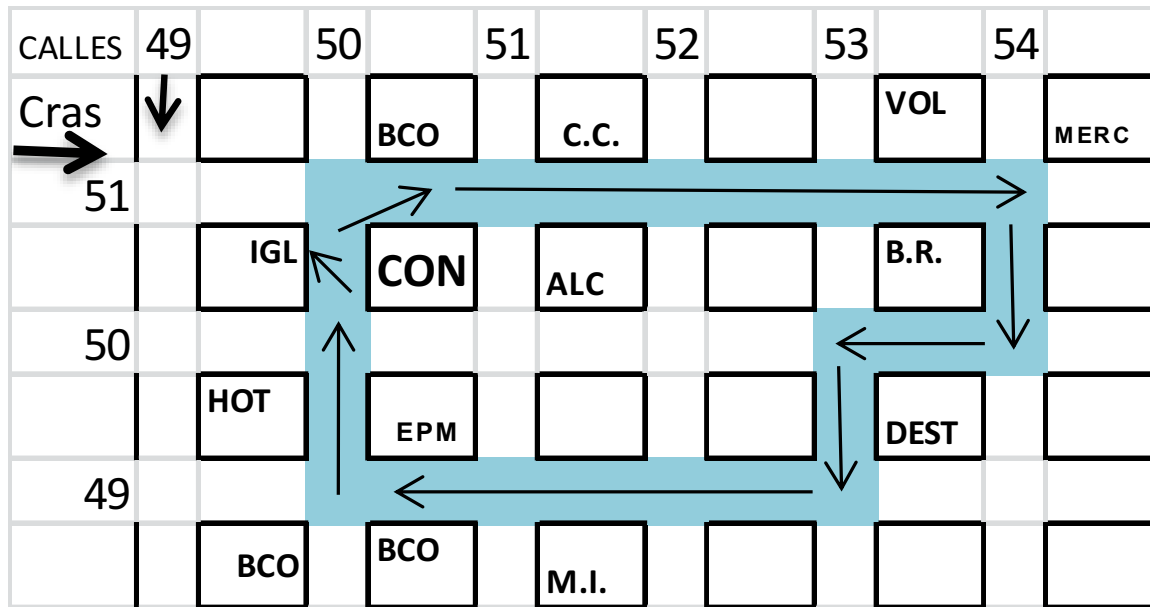 CALLES 49 50 51 52 53 54
Cras BCO C.C. VOL MERC
51
IGL CON ALC B.R.
50
HOT EPM DEST
49
BCO BCO M.I.